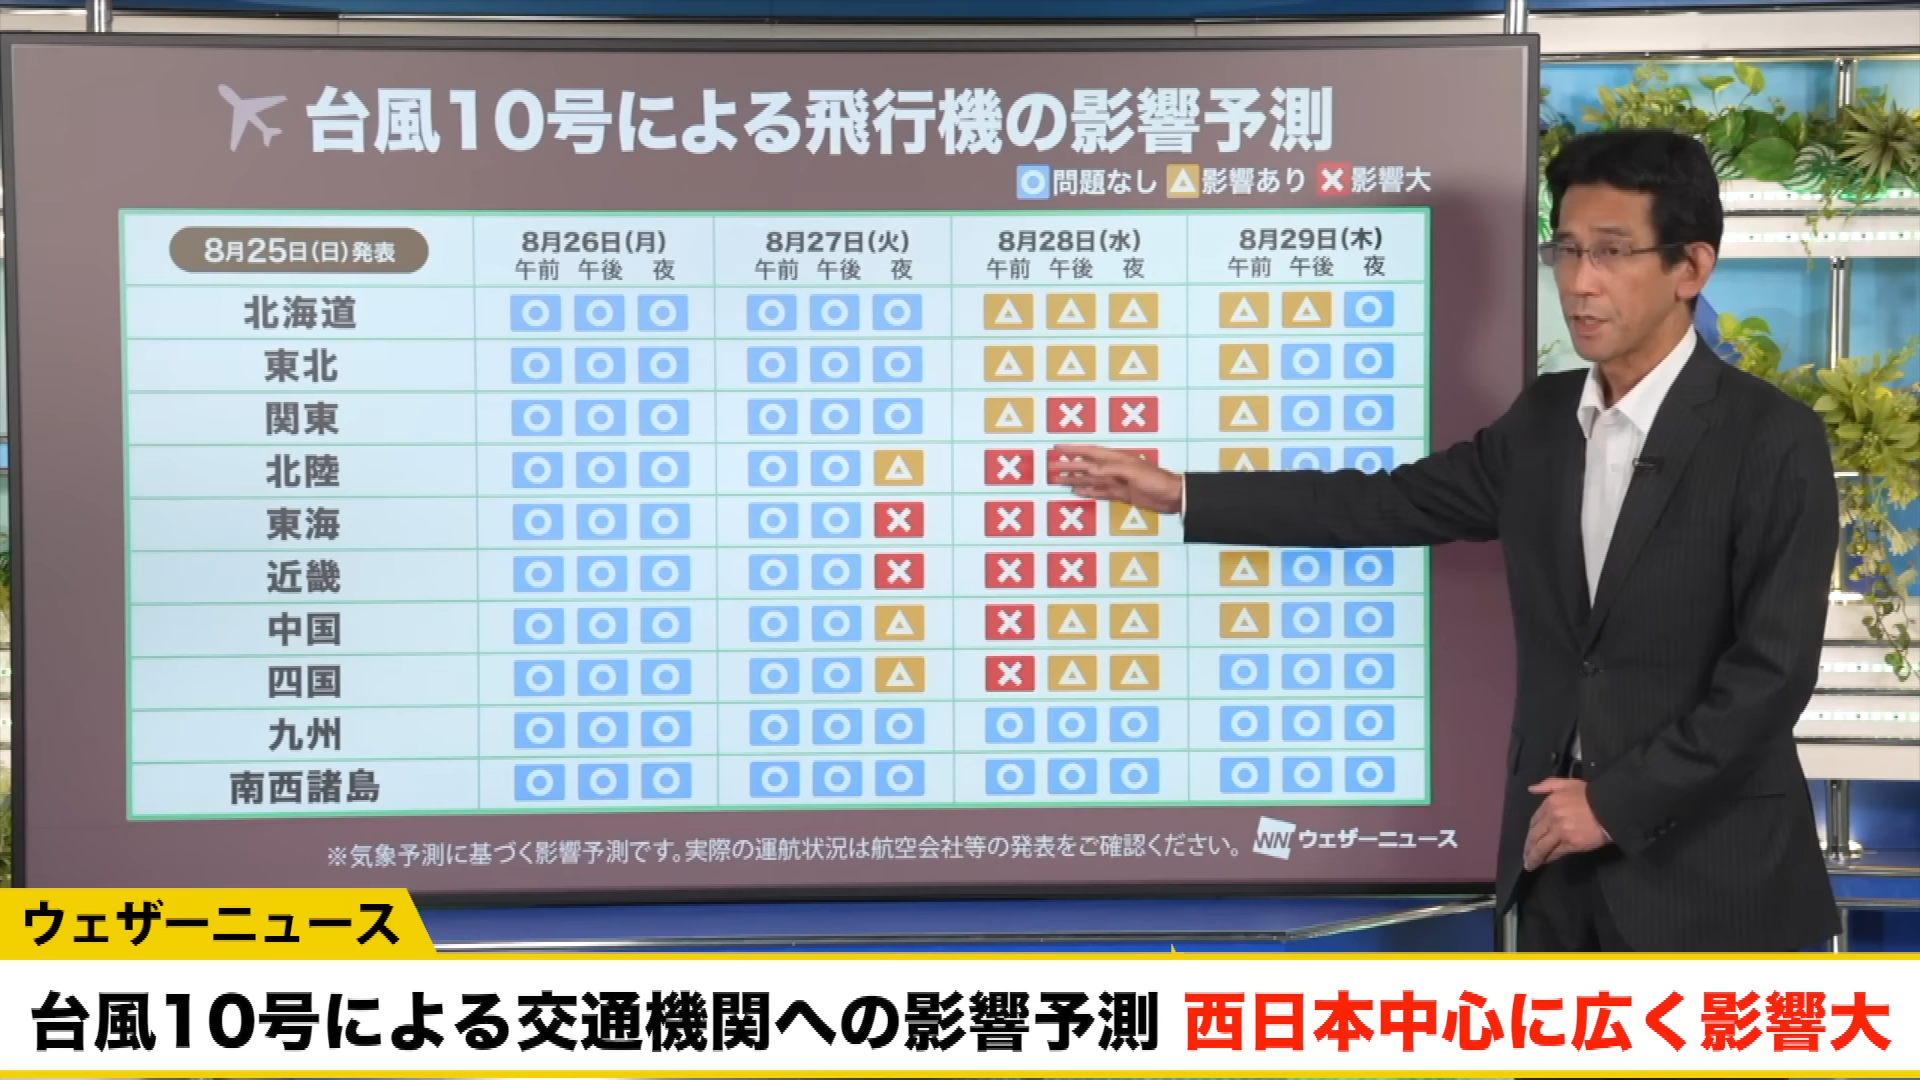 台風10号による飛行機の影響予測
○問題なし △影響あり ×影響大
8月25日(日)発表 8月26日(月) 8月27日(火) 8月28日(水) 8月29日(木)
午前 午後 夜 午前 午後 夜 午前 午後 夜 午前 午後 夜
北海道 ○ ○ ○ ○ ○ ○ △ △ △ △ △ ○
東北 ○ ○ ○ ○ ○ ○ △ △ △ △ ○ ○
関東 ○ ○ ○ ○ ○ ○ △ × × △ ○ ○
北陸 ○ ○ ○ ○ ○ △ × × △ ○ ○
東海 ○ ○ ○ ○ ○ × × × △
近畿 ○ ○ ○ ○ ○ × × × △ △ ○ ○
中国 ○ ○ ○ ○ ○ △ × △ △ △ ○ ○
四国 ○ ○ ○ ○ ○ △ × △ △ ○ ○ ○
九州 ○ ○ ○ ○ ○ ○ ○ ○ ○ ○ ○ ○
南西諸島 ○ ○ ○ ○ ○ ○ ○ ○ ○ ○ ○ ○
※気象予測に基づく影響予測です。実際の運航状況は航空会社等の発表をご確認ください。
WN ウェザーニュース
ウェザーニュース
台風10号による交通機関への影響予測 西日本中心に広く影響大